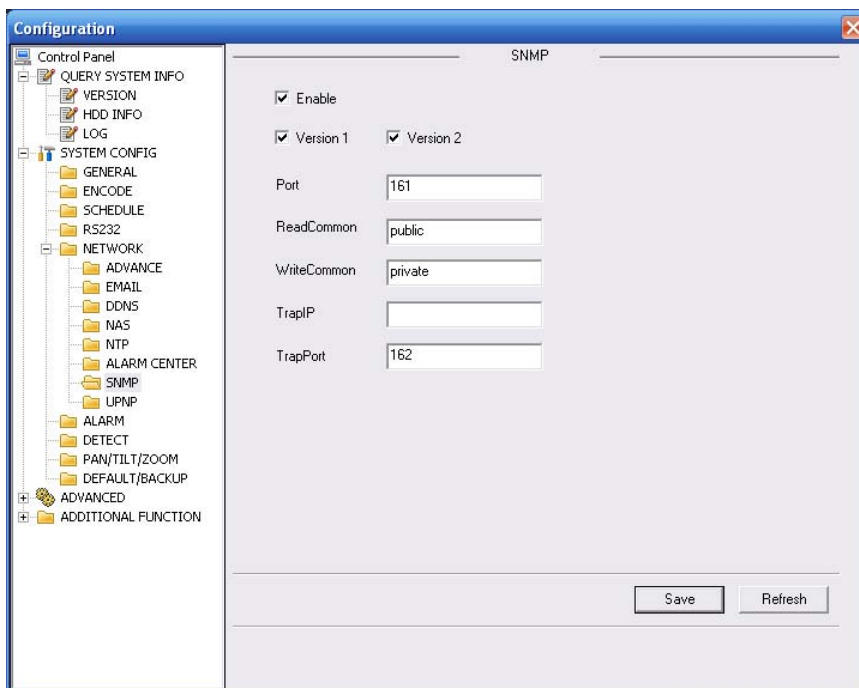 Configuration
Control Panel
QUERY SYSTEM INFO
VERSION
HDD INFO
LOG
SYSTEM CONFIG
GENERAL
ENCODE
SCHEDULE
RS232
NETWORK
ADVANCE
EMAIL
DDNS
NAS
NTP
ALARM CENTER
SNMP
UPNP
ALARM
DETECT
PAN/TILT/ZOOM
DEFAULT/BACKUP
ADVANCED
ADDITIONAL FUNCTION
SNMP
Enable
Version 1 Version 2
Port 161
ReadCommon public
WriteCommon private
TrapIP
TrapPort 162
Save Refresh